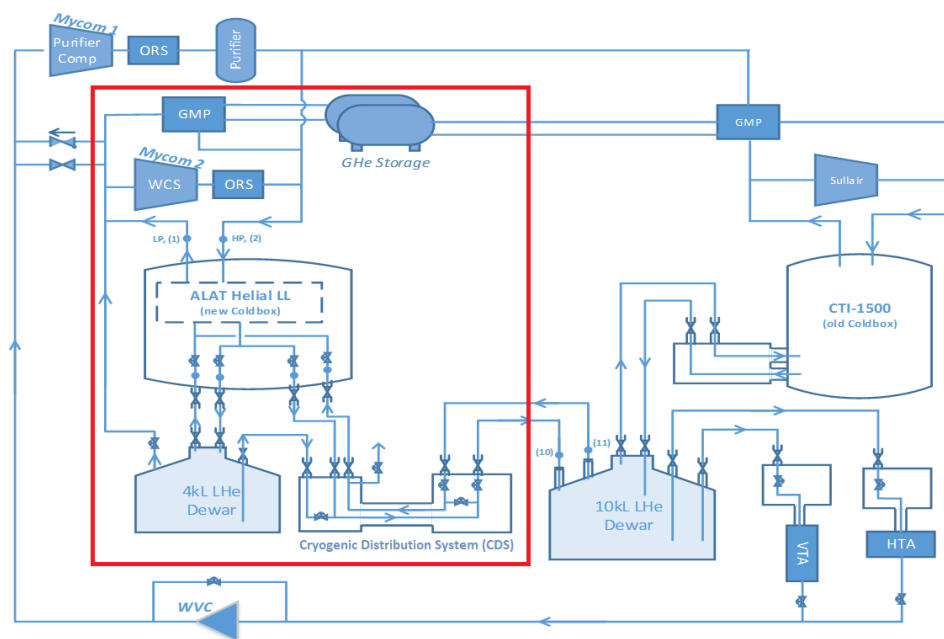 Mycom 1
Purifier
Comp
ORS
Purifier
GMP
GHe Storage
GMP
Mycom 2
WCS
ORS
Sullair
LP, (1)
HP, (2)
ALAT Helial LL
(new Coldbox)
CTI-1500
(old Coldbox)
(10)
(11)
4kL LHe
Dewar
10kL LHe
Dewar
Cryogenic Distribution System (CDS)
VTA
HTA
WVC